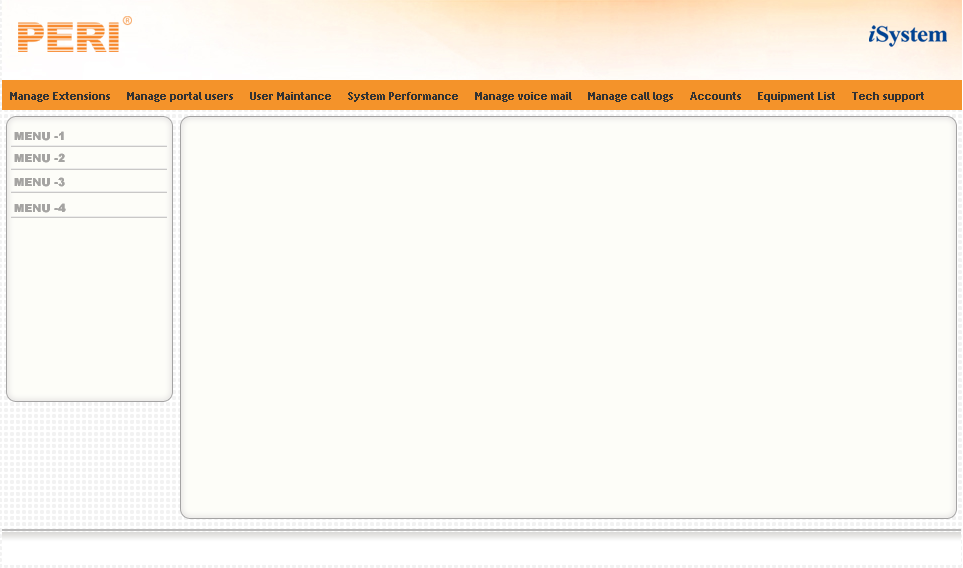 PERI®
iSystem
Manage Extensions Manage portal users User Maintance System Performance Manage voice mail Manage call logs Accounts Equipment List Tech support
MENU -1
MENU -2
MENU -3
MENU -4